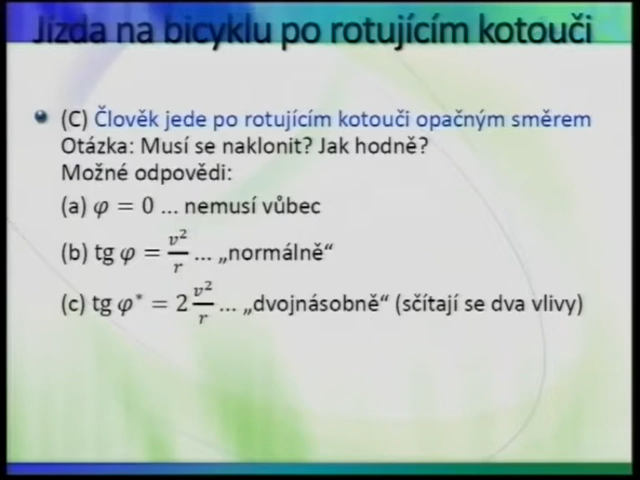 Jízda na bicyklu po rotujícím kotouči
(C) Člověk jede po rotujícím kotouči opačným směrem
Otázka: Musí se naklonit? Jak hodně?
Možné odpovědi:
(a) φ = 0 ... nemusí vůbec
(b) tg φ = v²/r ... „normálně“
(c) tg φ* = 2 v²/r ... „dvojnásobně“ (sčítají se dva vlivy)